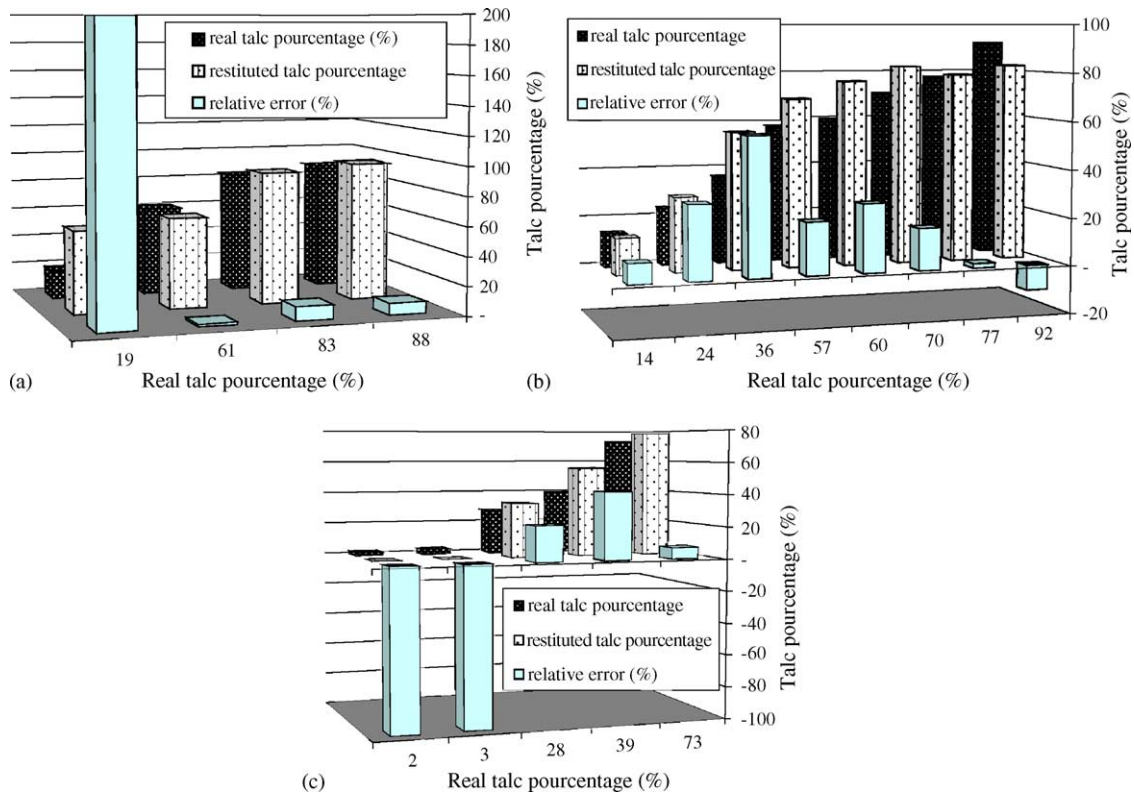 200
180
160
140
120
100
80
60
40
20
-
Talc pourcentage (%)
real talc pourcentage (%)
restituted talc pourcentage
relative error (%)
19 61 83 88
(a) Real talc pourcentage (%)
100
80
60
40
20
-
-20
Talc pourcentage (%)
real talc pourcentage
restituted talc pourcentage
relative error (%)
14 24 36 57 60 70 77 92
(b) Real talc pourcentage (%)
80
60
40
20
-
-20
-40
-60
-80
-100
Talc pourcentage (%)
real talc pourcentage
restituted talc pourcentage
relative error (%)
2 3 28 39 73
(c) Real talc pourcentage (%)